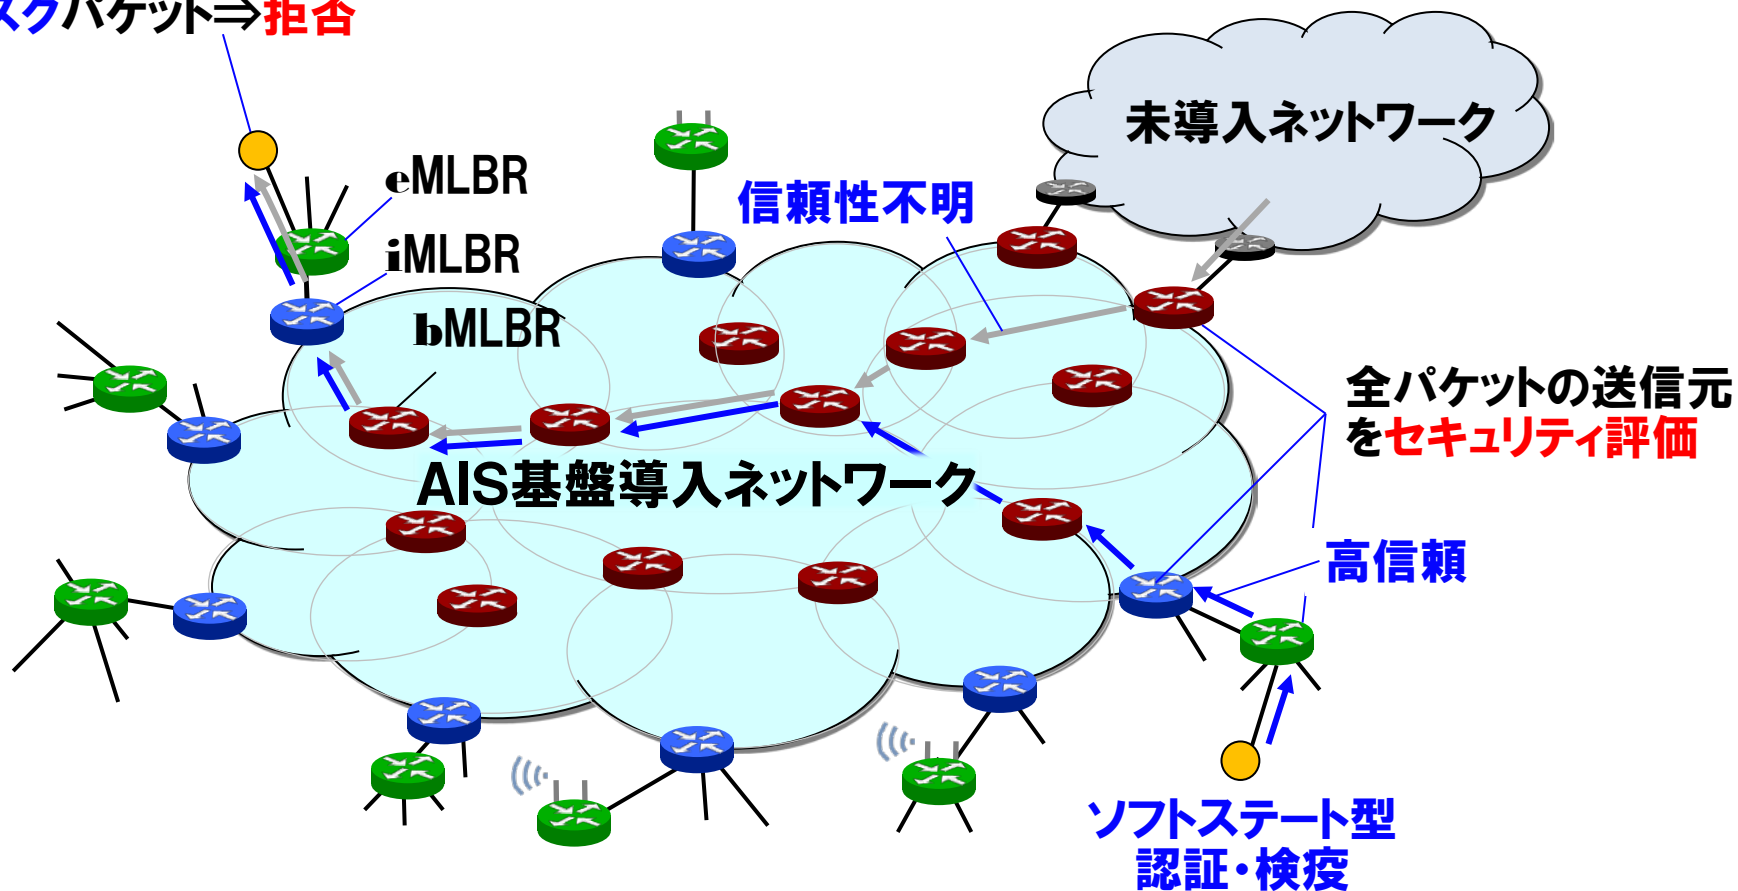 スクパケット⇒拒否
未導入ネットワーク
eMLBR
信頼性不明
iMLBR
bMLBR
全パケットの送信元
をセキュリティ評価
AIS基盤導入ネットワーク
高信頼
ソフトステート型
認証・検疫